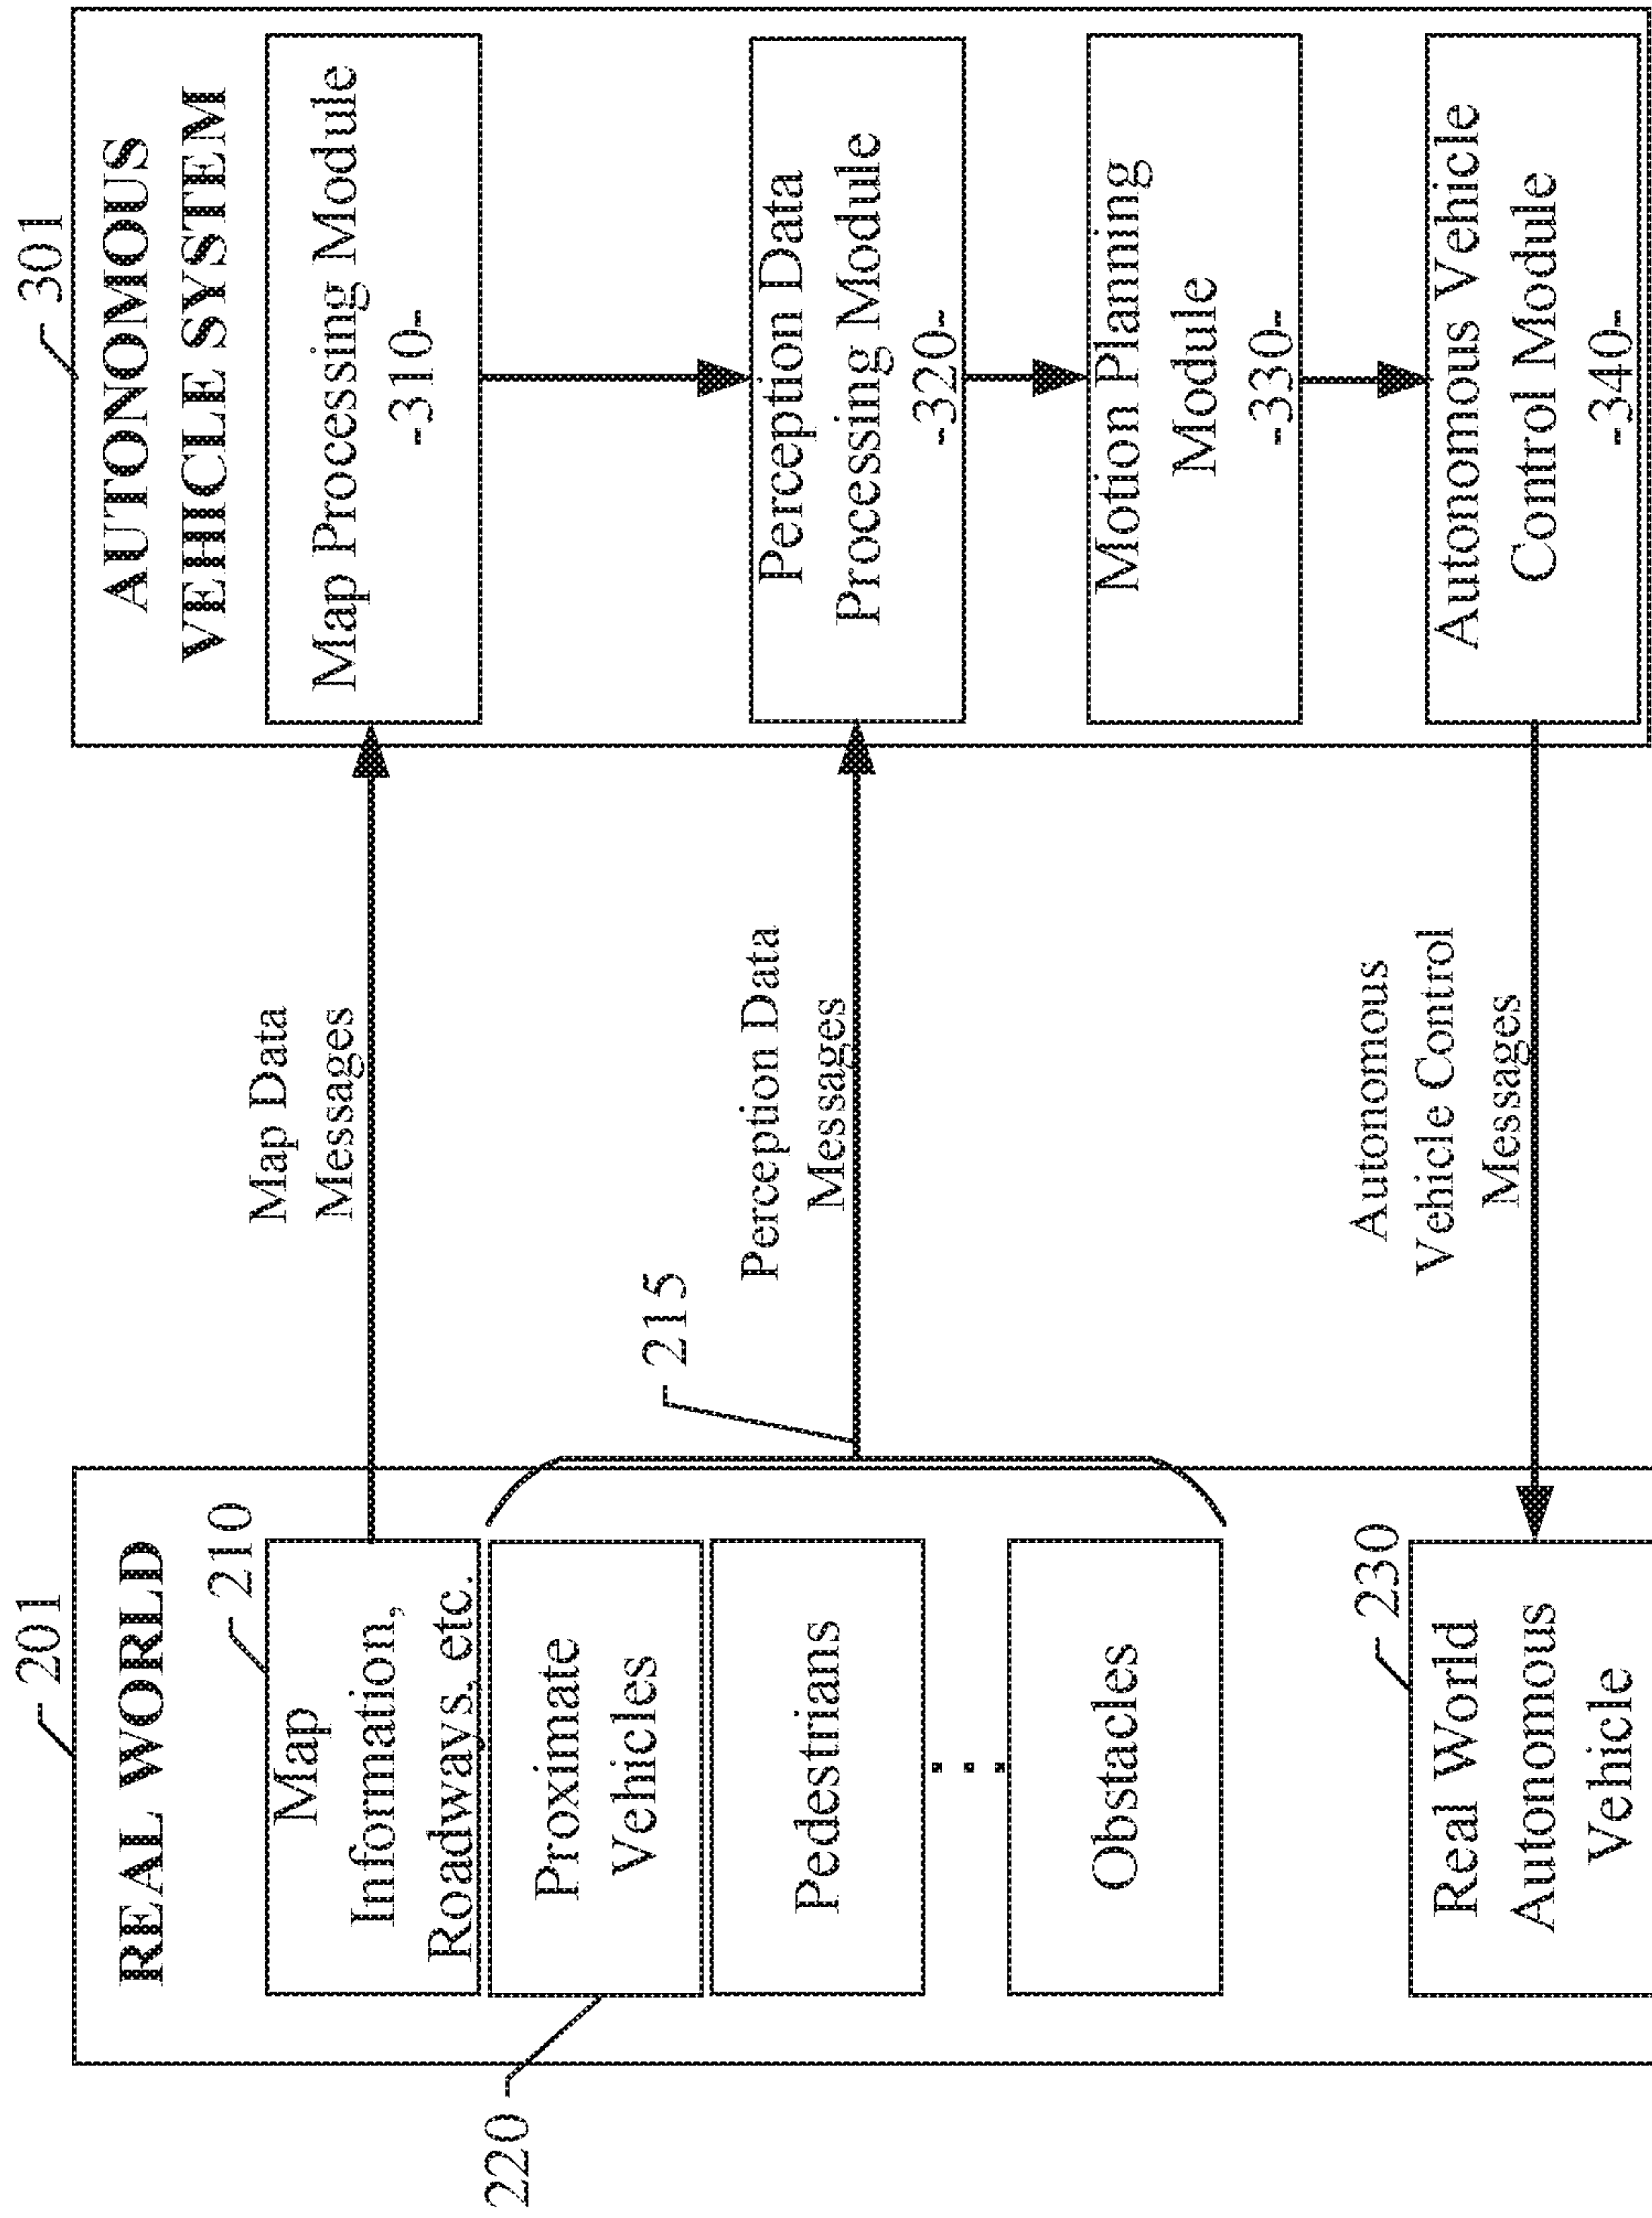 201
REAL WORLD
210
Map
Information,
Roadways, etc.
220
Proximate
Vehicles
Pedestrians
...
Obstacles
230
Real World
Autonomous
Vehicle
Map Data
Messages
215
Perception Data
Messages
Autonomous
Vehicle Control
Messages
301
AUTONOMOUS
VEHICLE SYSTEM
Map Processing Module
-310-
Perception Data
Processing Module
-320-
Motion Planning
Module
-330-
Autonomous Vehicle
Control Module
-340-